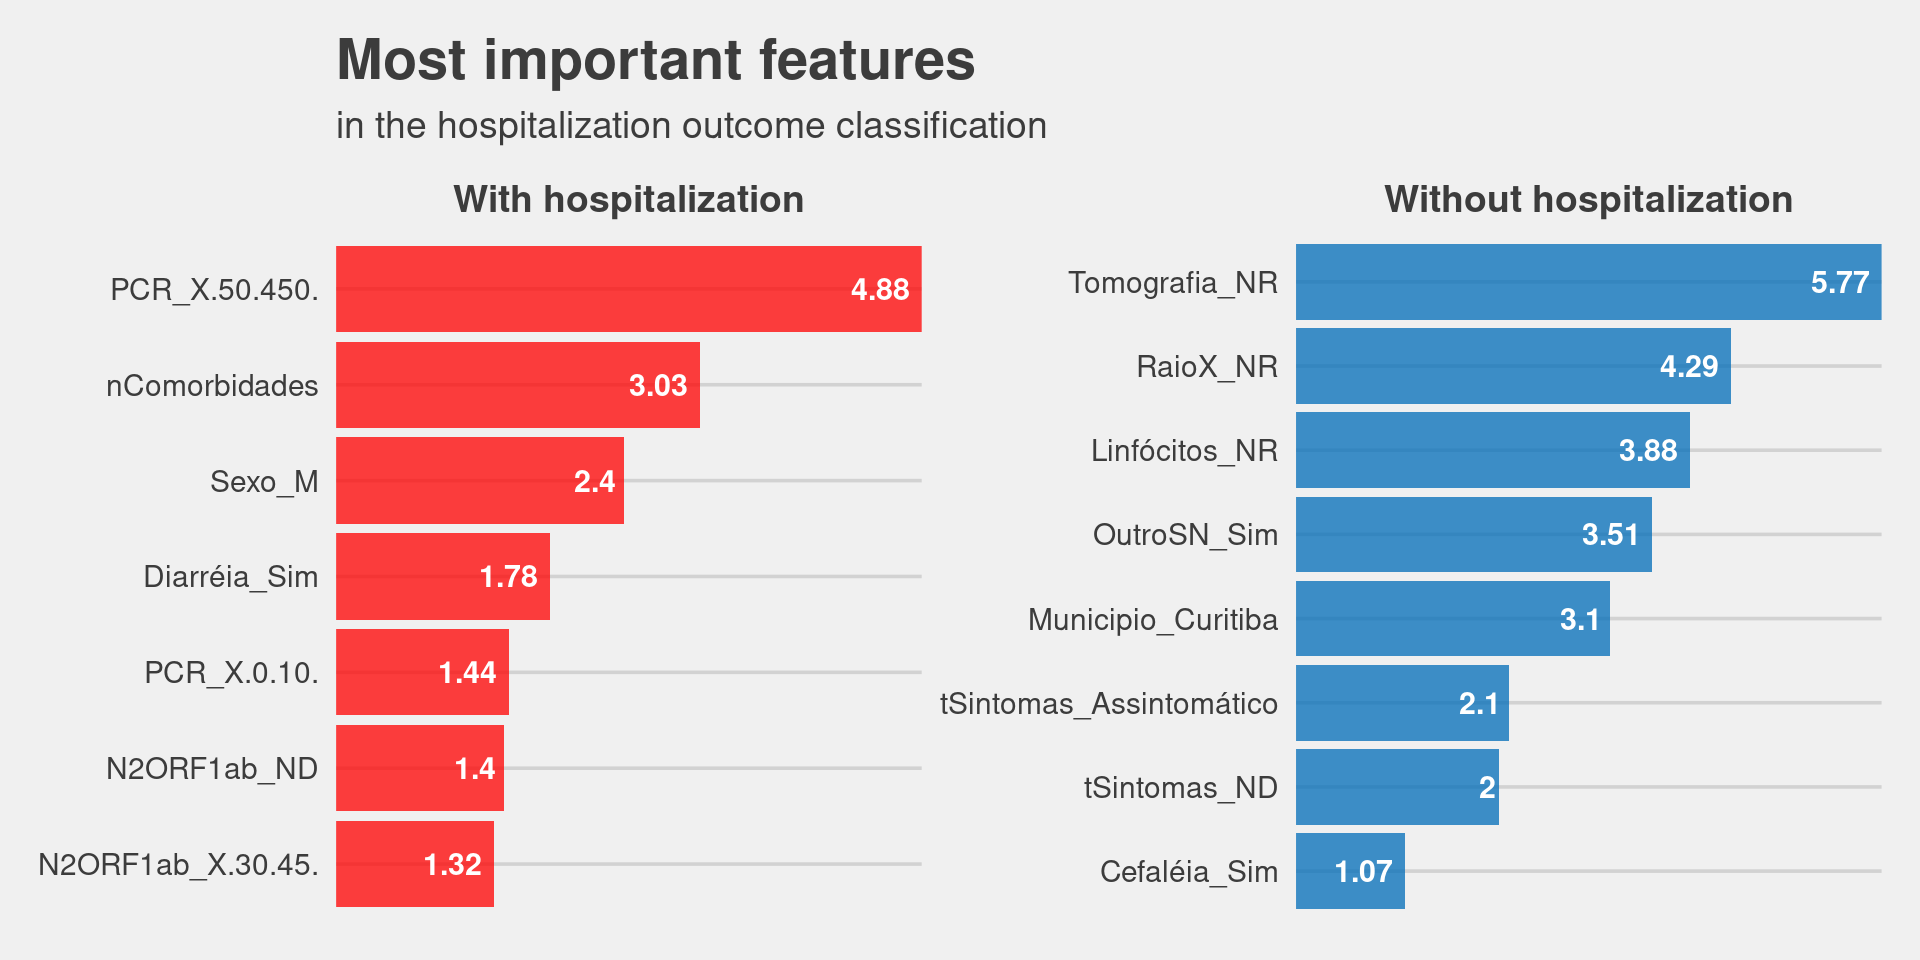 Most important features
in the hospitalization outcome classification
With hospitalization
PCR_X.50.450. 4.88
nComorbidades 3.03
Sexo_M 2.4
Diarréia_Sim 1.78
PCR_X.0.10. 1.44
N2ORF1ab_ND 1.4
N2ORF1ab_X.30.45. 1.32
Without hospitalization
Tomografia_NR 5.77
RaioX_NR 4.29
Linfócitos_NR 3.88
OutroSN_Sim 3.51
Municipio_Curitiba 3.1
tSintomas_Assintomático 2.1
tSintomas_ND 2
Cefaléia_Sim 1.07